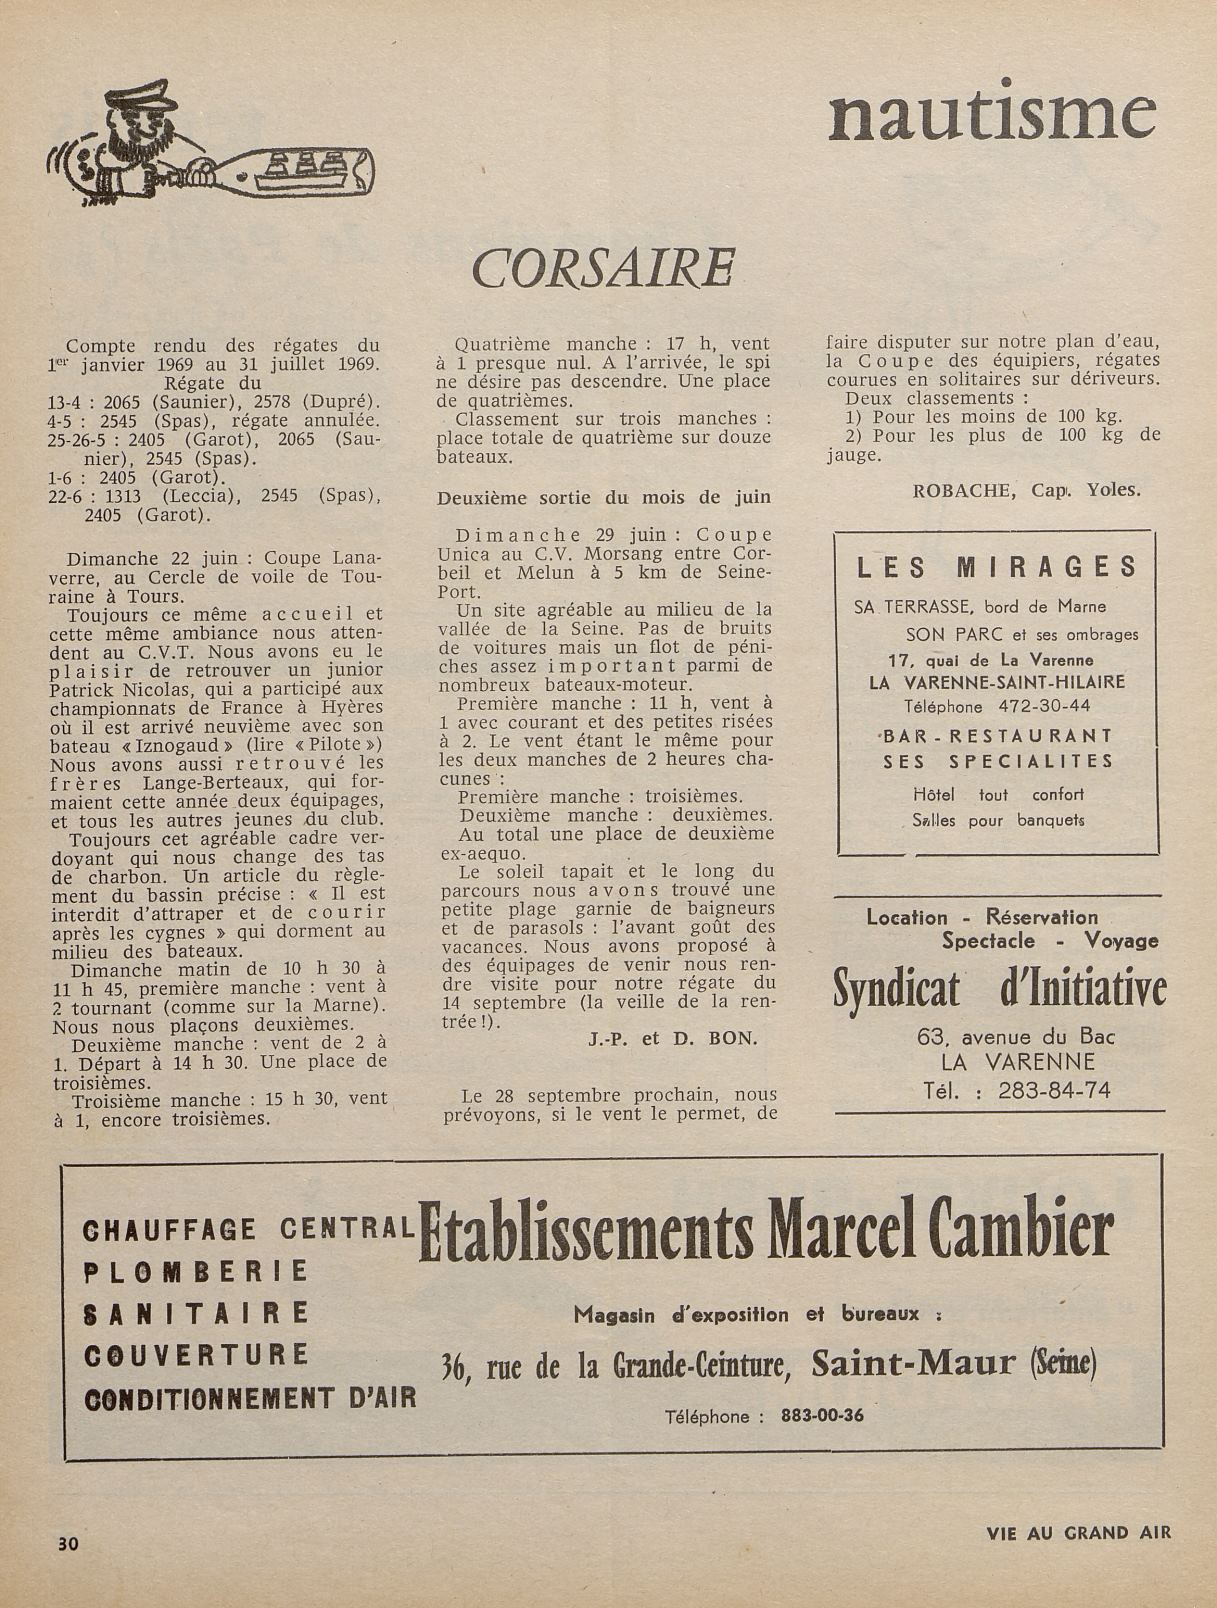 nautisme
CORSAIRE
Compte rendu des régates du
1er janvier 1969 au 31 juillet 1969.
Régate du
13-4 : 2065 (Saunier), 2578 (Dupré).
4-5 : 2545 (Spas), régate annulée.
25-26-5 : 2405 (Garot), 2065 (Sau-
nier), 2545 (Spas).
1-6 : 2405 (Garot).
22-6 : 1313 (Leccia), 2545 (Spas),
2405 (Garot).
Dimanche 22 juin : Coupe Lana-
verre, au Cercle de voile de Tou-
raine à Tours.
Toujours ce même accueil et
cette même ambiance nous atten-
dent au C.V.T. Nous avons eu le
plaisir de retrouver un junior
Patrick Nicolas, qui a participé aux
championnats de France à Hyères
où il est arrivé neuvième avec son
bateau « Iznogaud » (lire « Pilote »)
Nous avons aussi retrouvé les
frères Lange-Berteaux, qui for-
maient cette année deux équipages,
et tous les autres jeunes du club.
Toujours cet agréable cadre ver-
doyant qui nous change des tas
de charbon. Un article du règle-
ment du bassin précise : « Il est
interdit d'attraper et de courir
après les cygnes » qui dorment au
milieu des bateaux.
Dimanche matin de 10 h 30 à
11 h 45, première manche : vent à
2 tournant (comme sur la Marne).
Nous nous plaçons deuxièmes.
Deuxième manche : vent de 2 à
1. Départ à 14 h 30. Une place de
troisièmes.
Troisième manche : 15 h 30, vent
à 1, encore troisièmes.
Quatrième manche : 17 h, vent
à 1 presque nul. A l'arrivée, le spi
ne désire pas descendre. Une place
de quatrièmes.
Classement sur trois manches :
place totale de quatrième sur douze
bateaux.
Deuxième sortie du mois de juin
Dimanche 29 juin : Coupe
Unica au C.V. Morsang entre Cor-
beil et Melun à 5 km de Seine-
Port.
Un site agréable au milieu de la
vallée de la Seine. Pas de bruits
de voitures mais un flot de péni-
ches assez important parmi de
nombreux bateaux-moteur.
Première manche : 11 h, vent à
1 avec courant et des petites risées
à 2. Le vent étant le même pour
les deux manches de 2 heures cha-
cunes :
Première manche : troisièmes.
Deuxième manche : deuxièmes.
Au total une place de deuxième
ex-aequo.
Le soleil tapait et le long du
parcours nous avons trouvé une
petite plage garnie de baigneurs
et de parasols : l'avant goût des
vacances. Nous avons proposé à
des équipages de venir nous ren-
dre visite pour notre régate du
14 septembre (la veille de la ren-
trée !).
J.-P. et D. BON.
Le 28 septembre prochain, nous
prévoyons, si le vent le permet, de
faire disputer sur notre plan d'eau,
la Coupe des équipiers, régates
courues en solitaires sur dériveurs.
Deux classements :
1) Pour les moins de 100 kg.
2) Pour les plus de 100 kg de
jauge.
ROBACHE, Cap. Yoles.
LES MIRAGES
SA TERRASSE, bord de Marne
SON PARC et ses ombrages
17, quai de La Varenne
LA VARENNE-SAINT-HILAIRE
Téléphone 472-30-44
BAR-RESTAURANT
SES SPECIALITES
Hôtel tout confort
Salles pour banquets
Location - Réservation
Spectacle - Voyage
Syndicat d'Initiative
63, avenue du Bac
LA VARENNE
Tél. : 283-84-74
CHAUFFAGE CENTRAL
PLOMBERIE
SANITAIRE
COUVERTURE
CONDITIONNEMENT D'AIR
Etablissements Marcel Cambier
Magasin d'exposition et bureaux :
36, rue de la Grande-Ceinture, Saint-Maur (Seine)
Téléphone : 883-00-36
30
VIE AU GRAND AIR